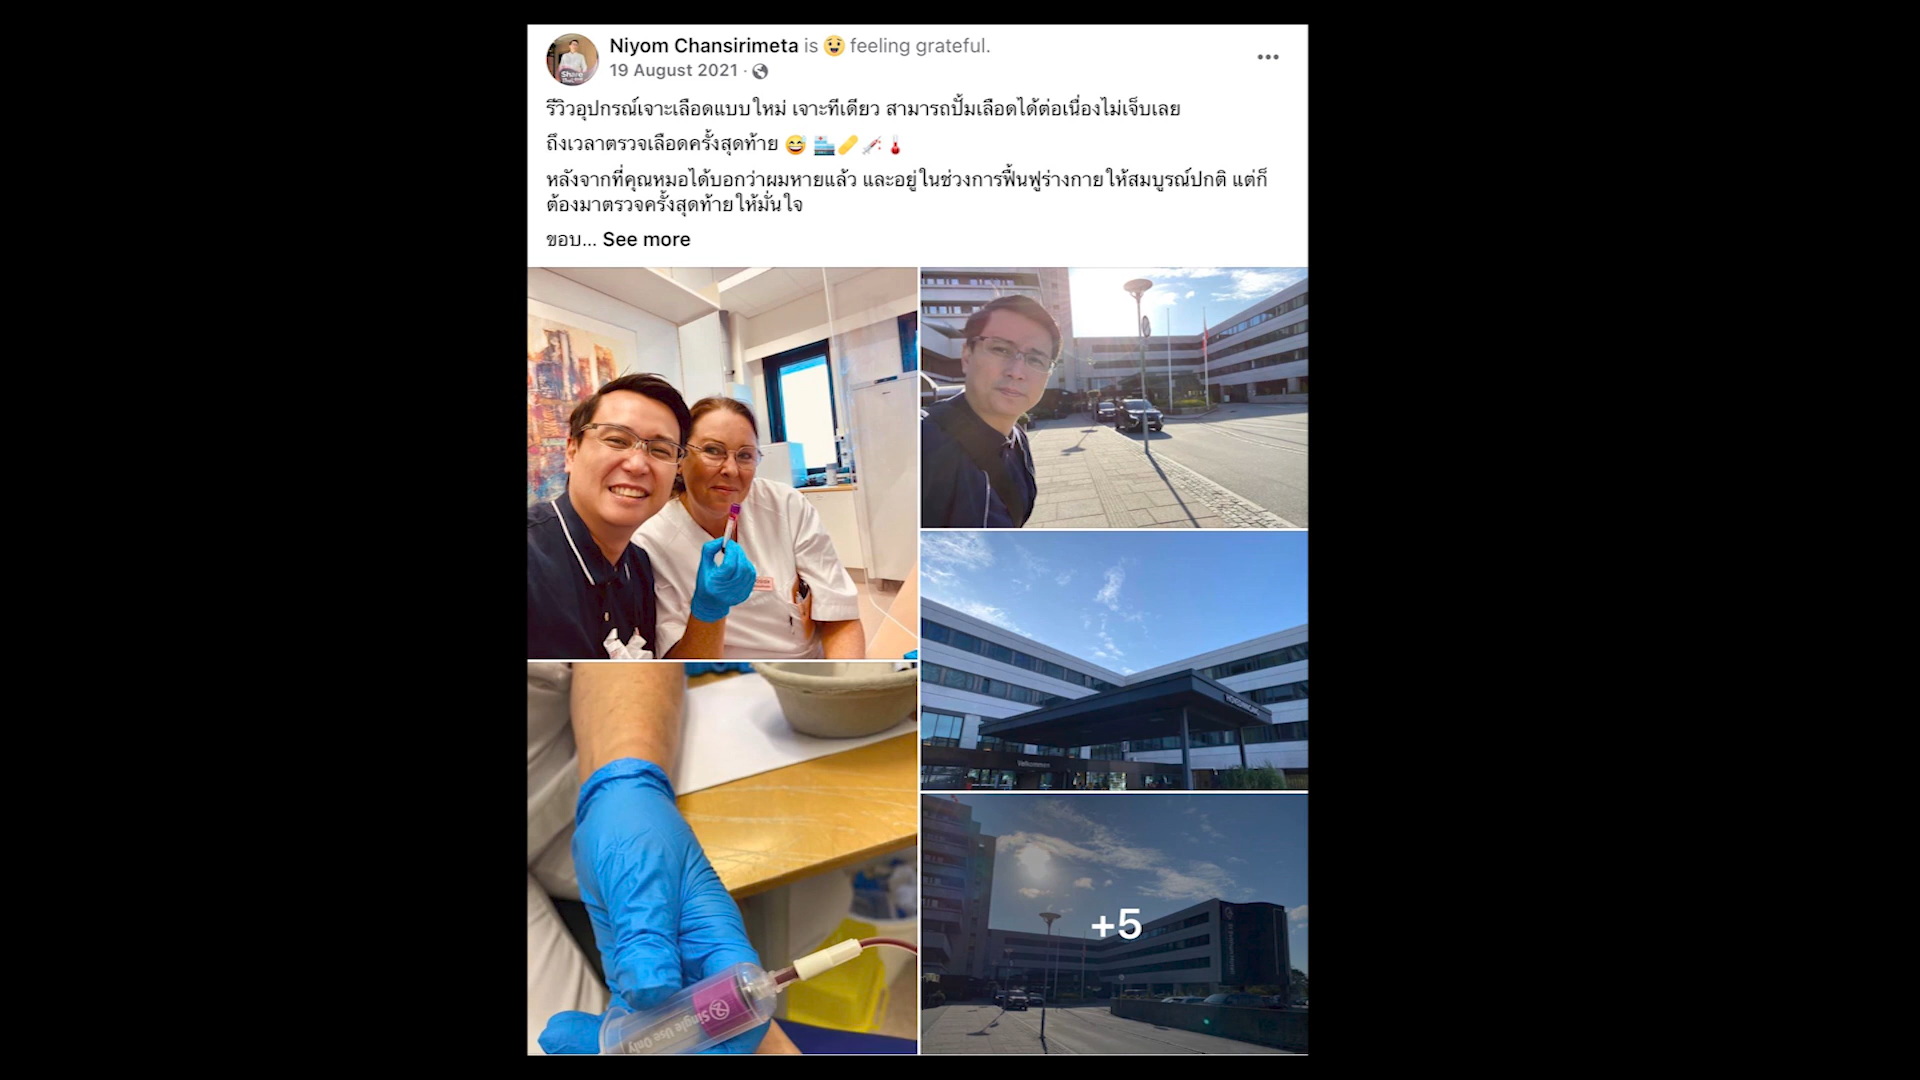 Niyom Chansirimeta is 😲 feeling grateful.
19 August 2021 ·
รีวิวอุปกรณ์เจาะเลือดแบบใหม่ เจาะทีเดียว สามารถปั้มเลือดได้ต่อเนื่องไม่เจ็บเลย
ถึงเวลาตรวจเลือดครั้งสุดท้าย 😅 🏥🩹💉🌡️
หลังจากที่คุณหมอได้บอกว่าผมหายแล้ว และอยู่ในช่วงการฟื้นฟูร่างกายให้สมบูรณ์ปกติ แต่ก็
ต้องมาตรวจครั้งสุดท้ายให้มั่นใจ
ขอบ... See more
Velkommen
Single Use Only
+5